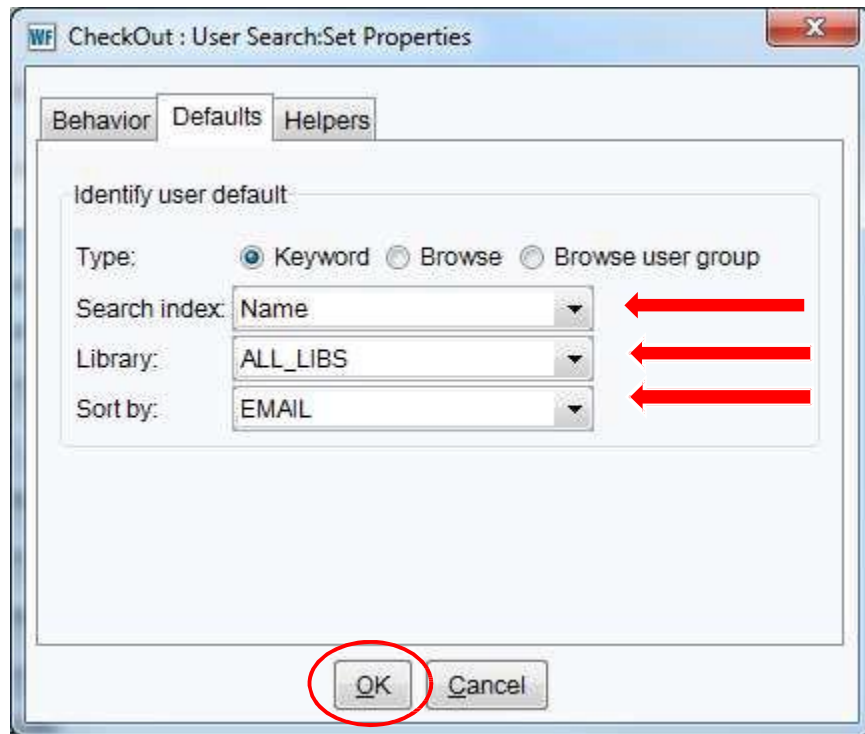 WF CheckOut : User Search:Set Properties
x
Behavior Defaults Helpers
Identify user default
Type: Keyword Browse Browse user group
Search index: Name
Library: ALL_LIBS
Sort by: EMAIL
OK Cancel